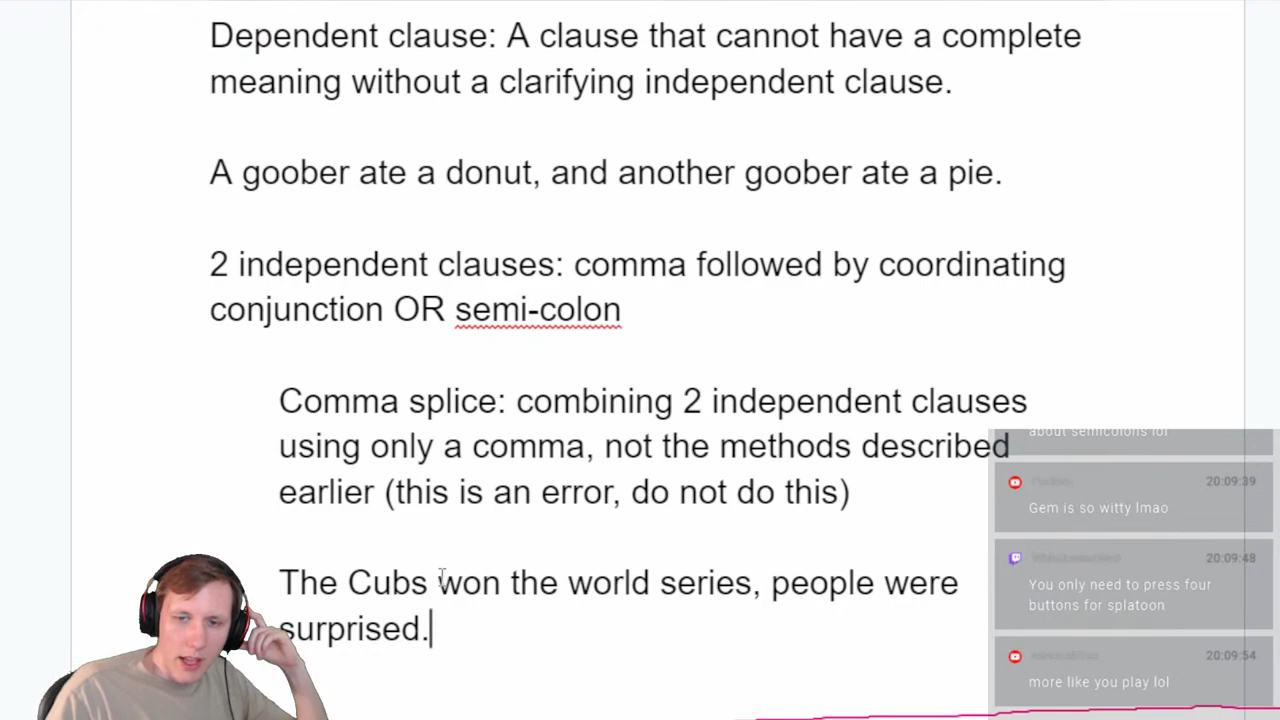 Dependent clause: A clause that cannot have a complete
meaning without a clarifying independent clause.
A goober ate a donut, and another goober ate a pie.
2 independent clauses: comma followed by coordinating
conjunction OR semi-colon
Comma splice: combining 2 independent clauses
using only a comma, not the methods described
earlier (this is an error, do not do this)
The Cubs won the world series, people were
surprised.
about semicolons lol
20:09:39
Gem is so witty lmao
20:09:48
You only need to press four
buttons for splatoon
20:09:54
more like you play lol